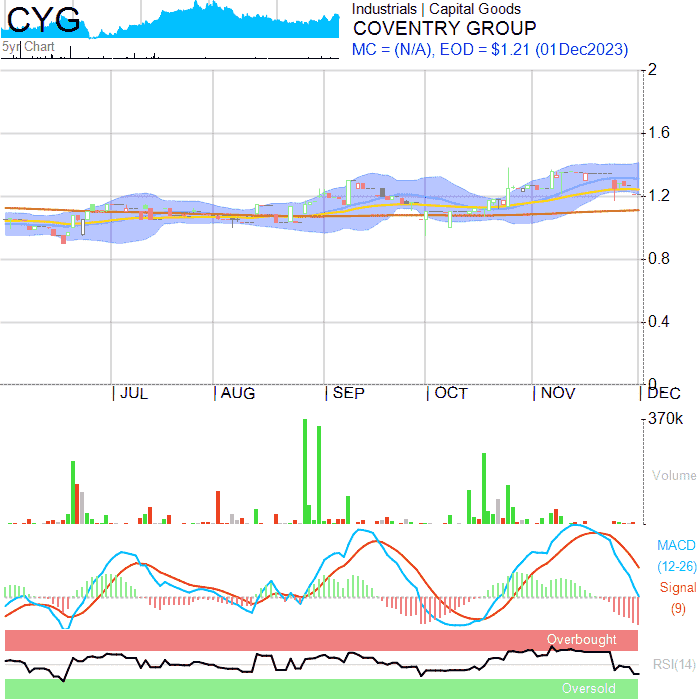 CYG
5yr Chart
Industrials | Capital Goods
COVENTRY GROUP
MC = (N/A), EOD = $1.21 (01Dec2023)
2
1.6
1.2
0.8
0.4
0
JUL
AUG
SEP
OCT
NOV
DEC
370k
Volume
MACD
(12-26)
Signal
(9)
Overbought
RSI(14)
Oversold